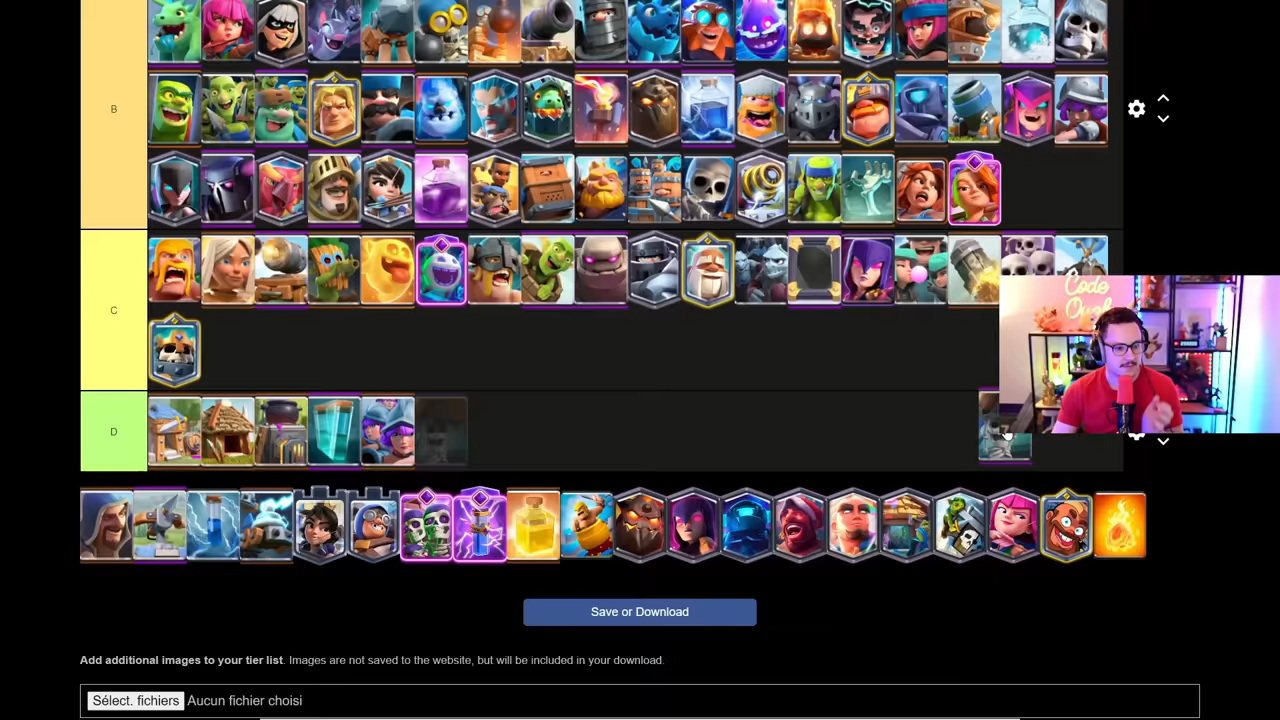 B
C
Code
D
Save or Download
Add additional images to your tier list. Images are not saved to the website, but will be included in your download.
Sélect. fichiers Aucun fichier choisi